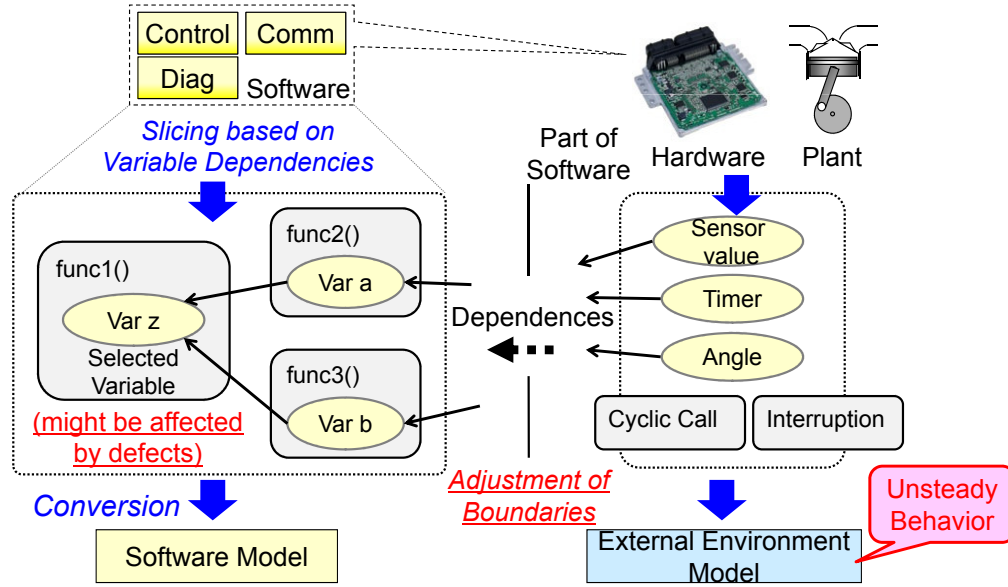 Control
Comm
Diag
Software
Slicing based on
Variable Dependencies
Part of
Software
Hardware
Plant
func1()
Var z
Selected
Variable
(might be affected
by defects)
func2()
Var a
func3()
Var b
Dependences
Adjustment of
Boundaries
Sensor
value
Timer
Angle
Cyclic Call
Interruption
Conversion
Software Model
External Environment
Model
Unsteady
Behavior